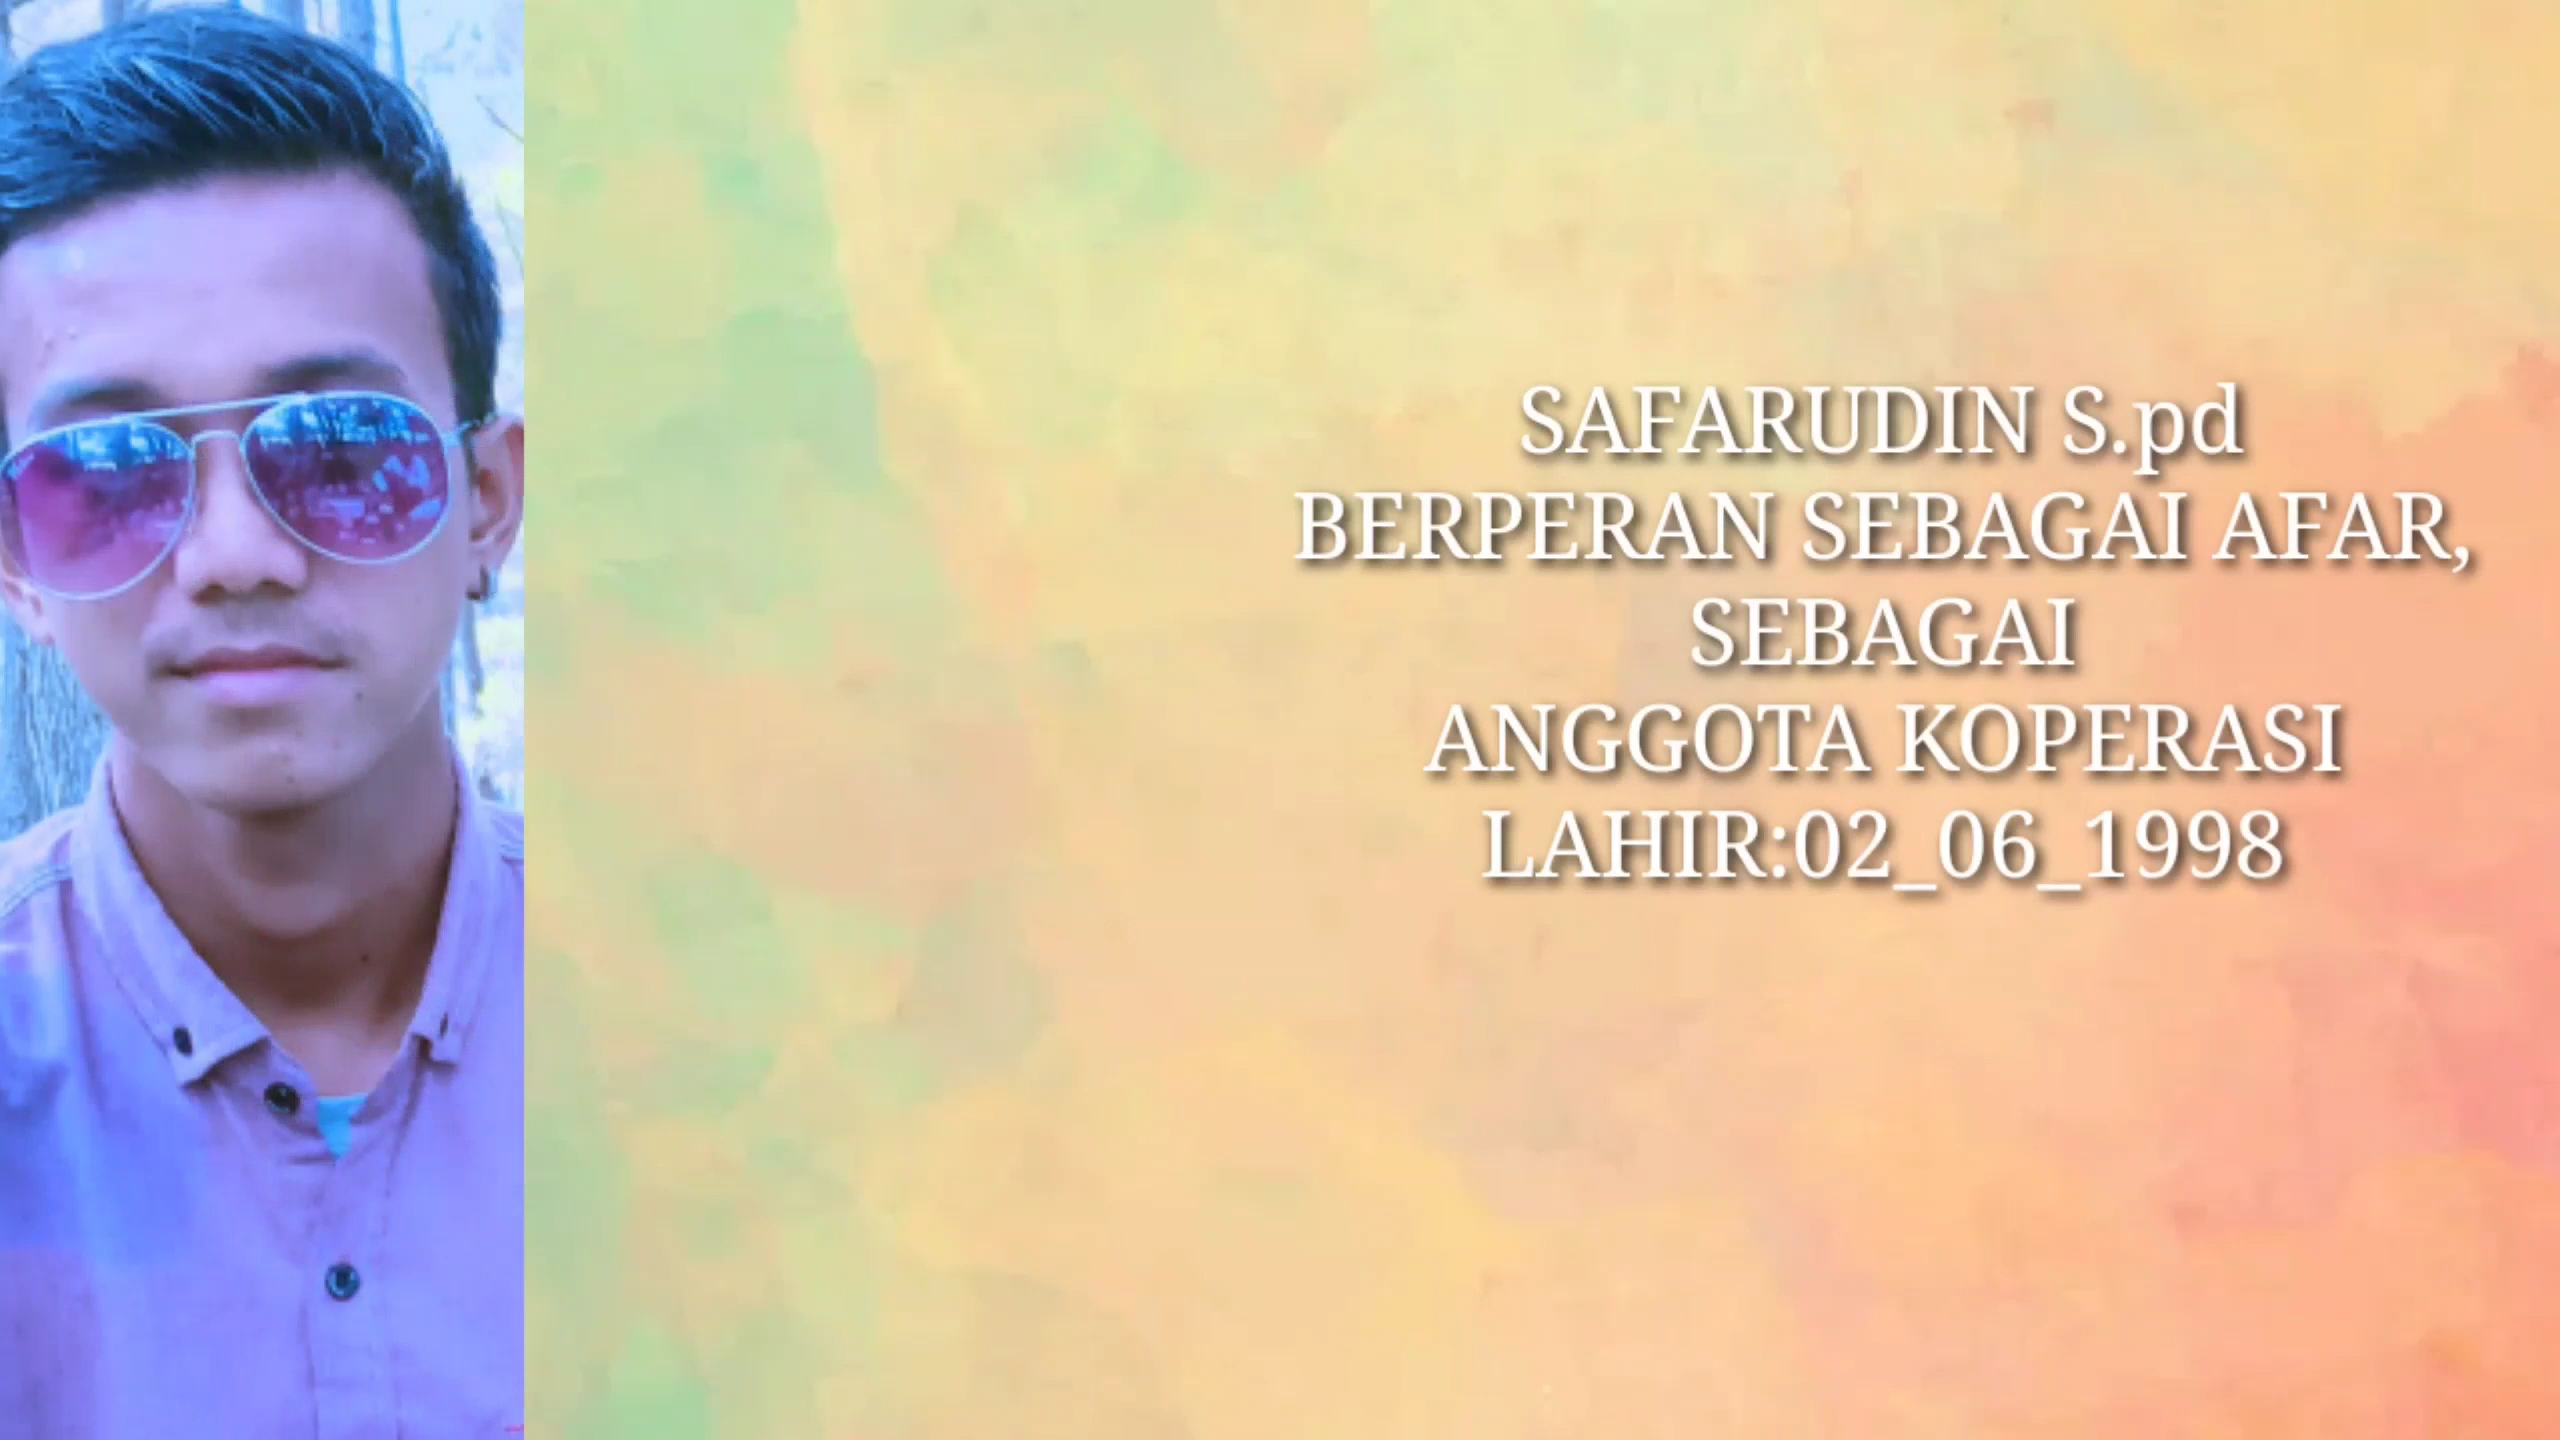 SAFARUDIN S.pd
BERPERAN SEBAGAI AFAR,
SEBAGAI
ANGGOTA KOPERASI
LAHIR:02_06_1998